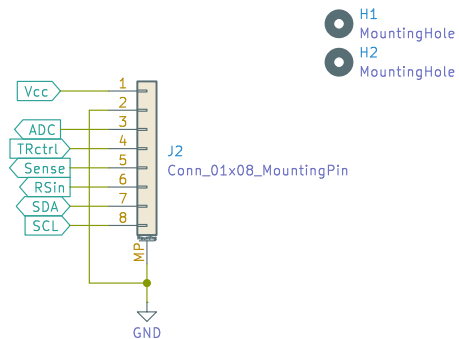 H1
MountingHole
H2
MountingHole
Vcc 1
2
ADC 3
TRctrl 4
Sense 5
RSin 6
SDA 7
SCL 8
J2
Conn_01x08_MountingPin
MP
GND